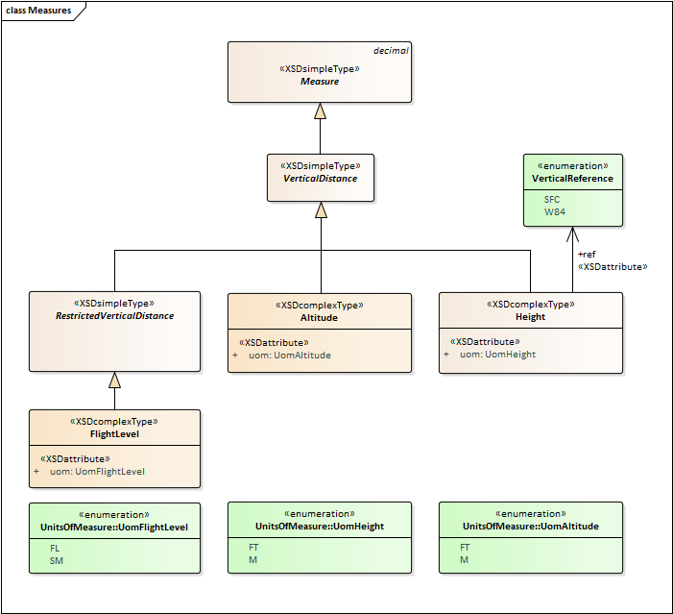 class Measures
decimal
«XSDsimpleType»
Measure
«XSDsimpleType»
VerticalDistance
«enumeration»
VerticalReference
SFC
W84
+ref
«XSDattribute»
«XSDsimpleType»
RestrictedVerticalDistance
«XSDcomplexType»
Altitude
«XSDattribute»
+ uom: UomAltitude
«XSDcomplexType»
Height
«XSDattribute»
+ uom: UomHeight
«XSDcomplexType»
FlightLevel
«XSDattribute»
+ uom: UomFlightLevel
«enumeration»
UnitsOfMeasure::UomFlightLevel
FL
SM
«enumeration»
UnitsOfMeasure::UomHeight
FT
M
«enumeration»
UnitsOfMeasure::UomAltitude
FT
M